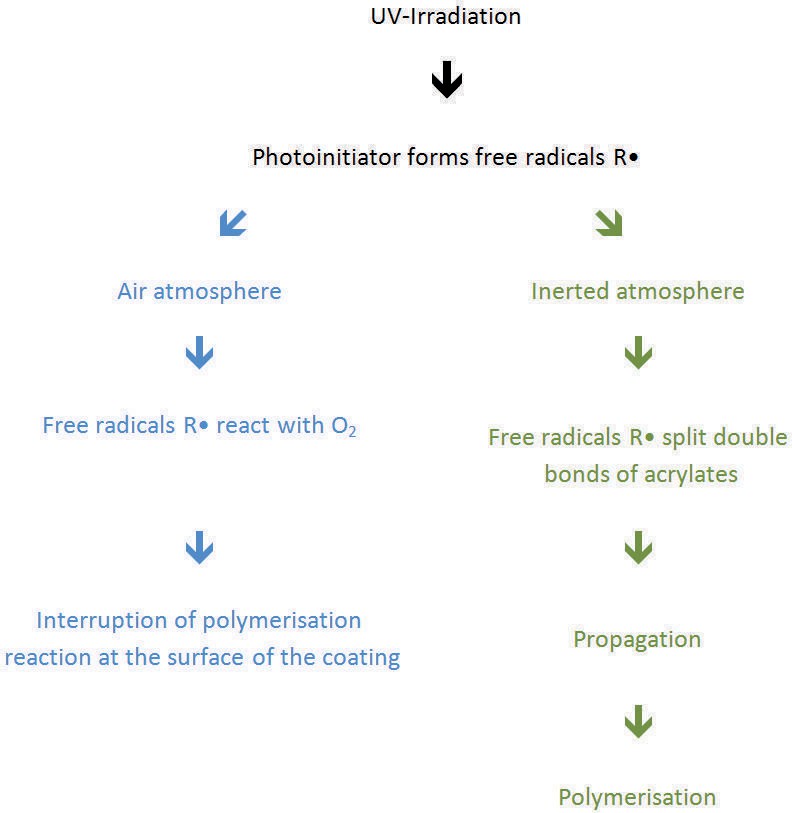 UV-Irradiation
Photoinitiator forms free radicals R•
Air atmosphere
Free radicals R• react with O₂
Interruption of polymerisation
reaction at the surface of the coating
Inerted atmosphere
Free radicals R• split double
bonds of acrylates
Propagation
Polymerisation